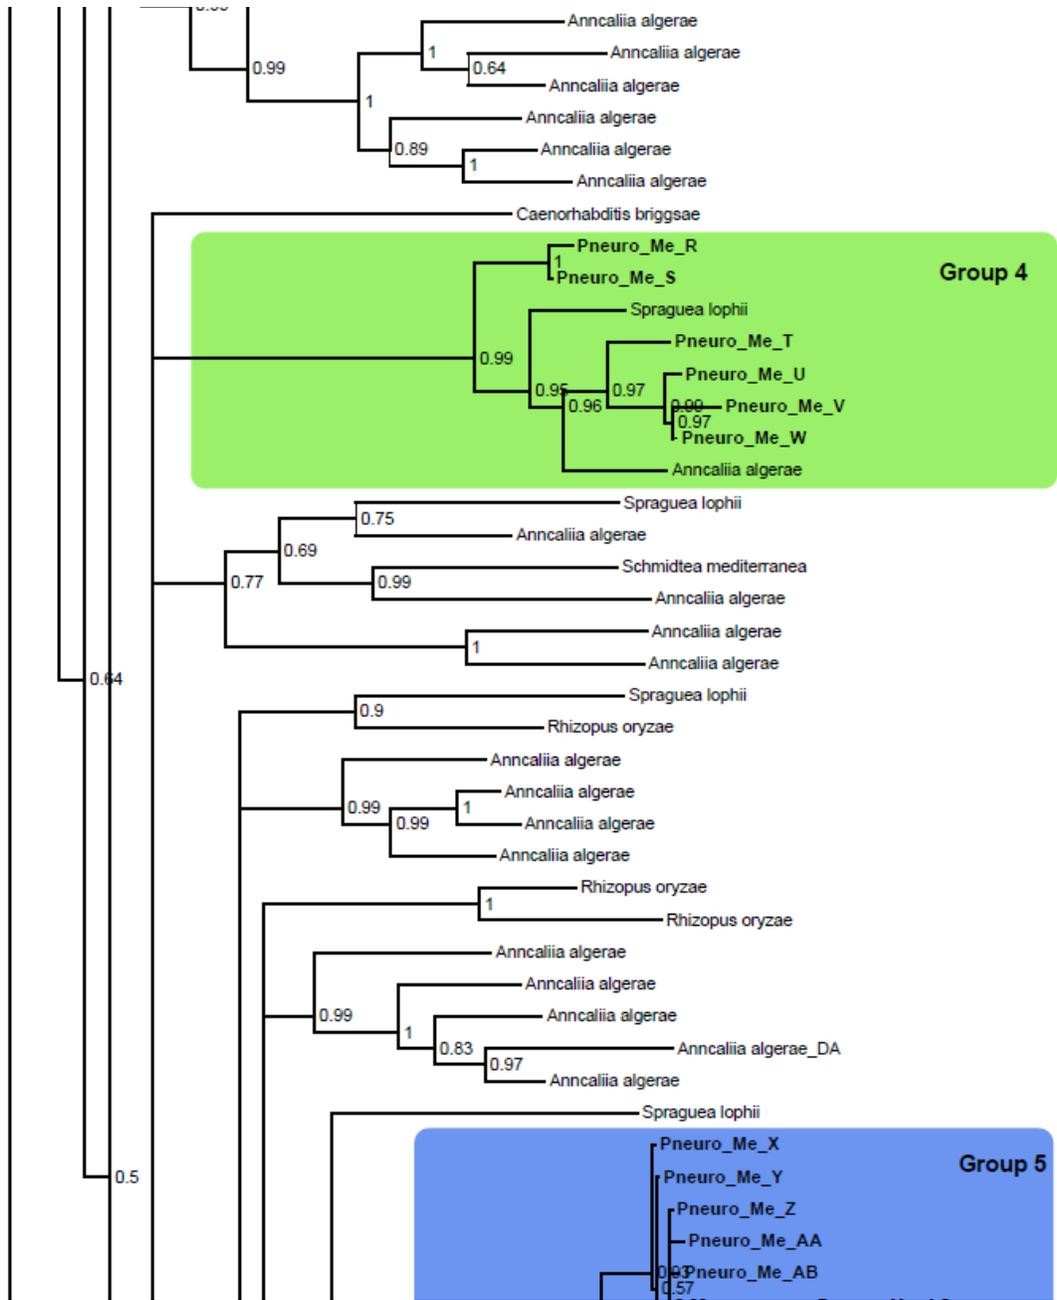 Anncaliia algerae
1
Anncaliia algerae
0.99
0.64
Anncaliia algerae
1
Anncaliia algerae
0.89
Anncaliia algerae
1
Anncaliia algerae
Caenorhabditis briggsae
Pneuro_Me_R
1
Group 4
Pneuro_Me_S
Spraguea lophii
Pneuro_Me_T
0.99
Pneuro_Me_U
0.95
0.97
0.96
0.99
Pneuro_Me_V
0.97
Pneuro_Me_W
Anncaliia algerae
Spraguea lophii
0.75
Anncaliia algerae
0.69
Schmidtea mediterranea
0.77
0.99
Anncaliia algerae
Anncaliia algerae
1
Anncaliia algerae
0.64
Spraguea lophii
0.9
Rhizopus oryzae
Anncaliia algerae
Anncaliia algerae
0.99
1
0.99
Anncaliia algerae
Anncaliia algerae
Rhizopus oryzae
1
Rhizopus oryzae
Anncaliia algerae
Anncaliia algerae
0.99
Anncaliia algerae
1
0.83
Anncaliia algerae_DA
0.97
Anncaliia algerae
Spraguea lophii
Pneuro_Me_X
Group 5
0.5
Pneuro_Me_Y
Pneuro_Me_Z
Pneuro_Me_AA
0.93
Pneuro_Me_AB
0.57